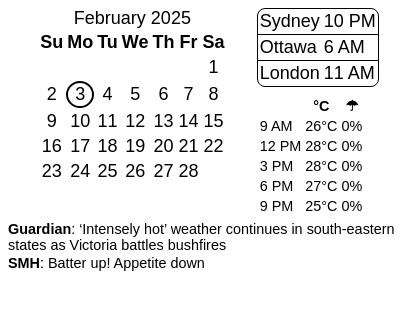 February 2025
Su Mo Tu We Th Fr Sa
1
2 3 4 5 6 7 8
9 10 11 12 13 14 15
16 17 18 19 20 21 22
23 24 25 26 27 28
Sydney 10 PM
Ottawa 6 AM
London 11 AM
°C ☂
9 AM 26°C 0%
12 PM 28°C 0%
3 PM 28°C 0%
6 PM 27°C 0%
9 PM 25°C 0%
Guardian: ‘Intensely hot’ weather continues in south-eastern
states as Victoria battles bushfires
SMH: Batter up! Appetite down